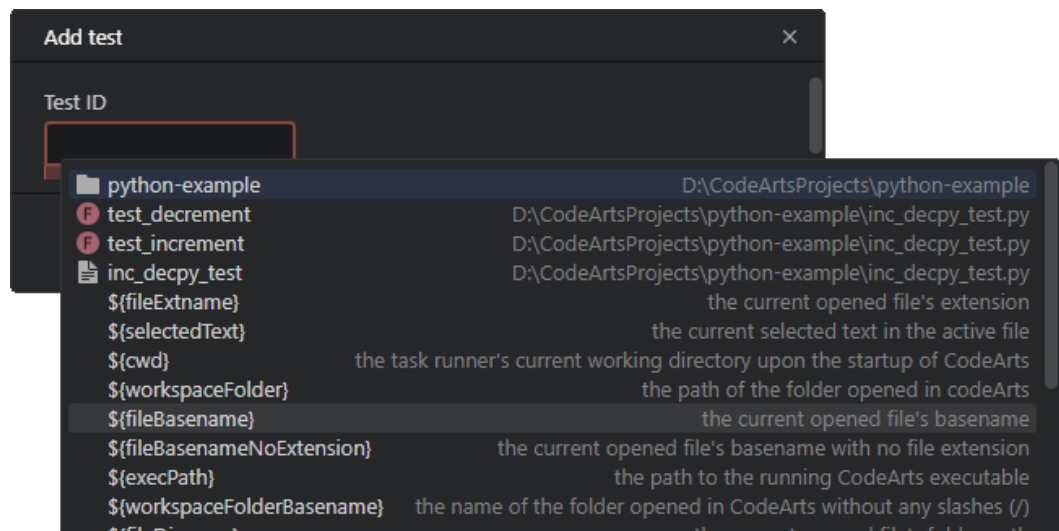 Add test
Test ID
python-example D:\CodeArtsProjects\python-example
test_decrement D:\CodeArtsProjects\python-example\inc_decpy_test.py
test_increment D:\CodeArtsProjects\python-example\inc_decpy_test.py
inc_decpy_test D:\CodeArtsProjects\python-example\inc_decpy_test.py
${fileExtname} the current opened file's extension
${selectedText} the current selected text in the active file
${cwd} the task runner's current working directory upon the startup of CodeArts
${workspaceFolder} the path of the folder opened in codeArts
${fileBasename} the current opened file's basename
${fileBasenameNoExtension} the current opened file's basename with no file extension
${execPath} the path to the running CodeArts executable
${workspaceFolderBasename} the name of the folder opened in CodeArts without any slashes (/)